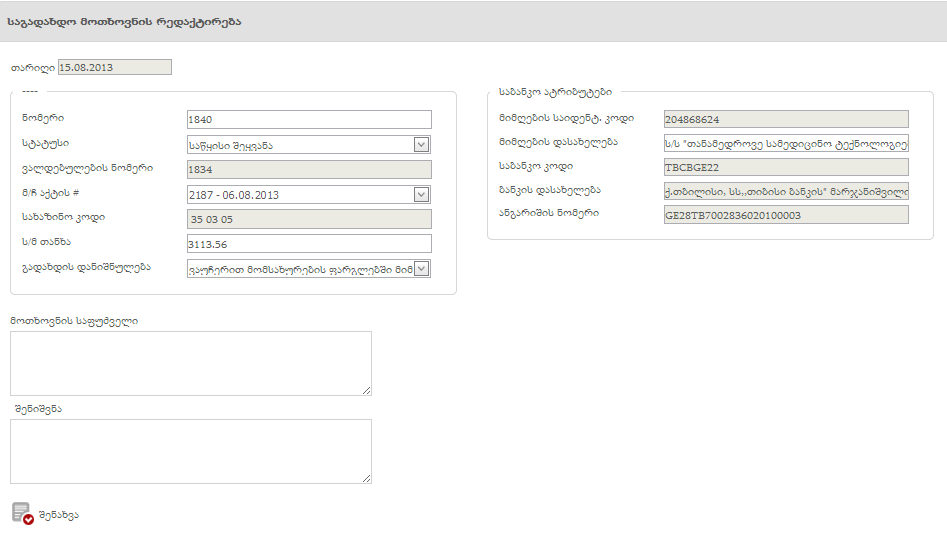 საგადახდო მოთხოვნის რედაქტირება
თარიღი 15.08.2013
----
ნომერი 1840
სტატუსი საწყისი შეყვანა
ვალდებულების ნომერი 1834
მ/ჩ აქტის # 2187 - 06.08.2013
სახაზინო კოდი 35 03 05
ს/მ თანხა 3113.56
გადახდის დანიშნულება ვაუჩერით მომსახურების ფარგლებში მიმ
საბანკო ატრიბუტები
მიმღების საიდენტ. კოდი 204868624
მიმღების დასახელება ს/ს "თანამედროვე სამედიცინო ტექნოლოგიე
საბანკო კოდი TBCBGE22
ბანკის დასახელება ქ.თბილისი, სს,,თიბისი ბანკის" მარჯანიშვილი
ანგარიშის ნომერი GE28TB7002836020100003
მოთხოვნის საფუძველი
შენიშვნა
შენახვა